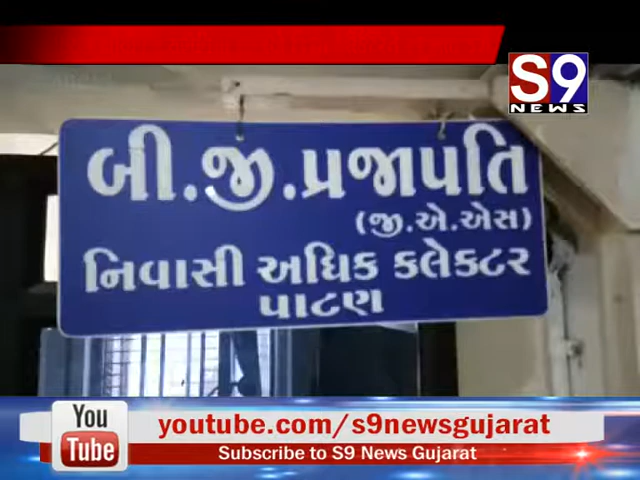 S9
NEWS
બી.જી.પ્રજાપતિ
(જી.એ.એસ)
નિવાસી અધિક કલેક્ટર
પાટણ
You
Tube
youtube.com/s9newsgujarat
Subscribe to S9 News Gujarat